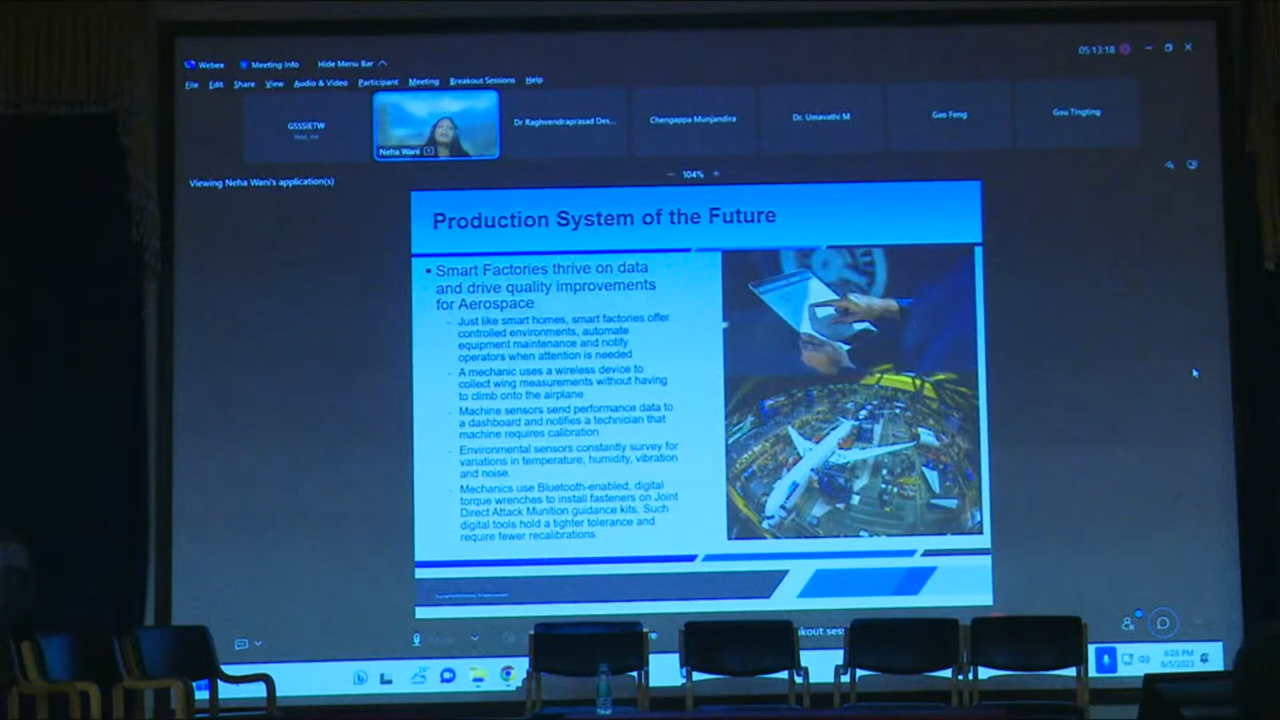 05:13:18
Webex Meeting Info Hide Menu Bar
File Edit Share View Audio & Video Participant Meeting Breakout Sessions Help
GSSSIETW
Neha Wani
Dr Raghvendraprasad Des...
Chengappa Munjandira
Dr. Umavathi M
Gao Feng
Gou Tingting
Viewing Neha Wani's application(s)
104%
Production System of the Future
Smart Factories thrive on data
and drive quality improvements
for Aerospace
Just like smart homes, smart factories offer
controlled environments, automate
equipment maintenance and notify
operators when attention is needed
A mechanic uses a wireless device to
collect wing measurements without having
to climb onto the airplane
Machine sensors send performance data to
a dashboard and notifies a technician that
machine requires calibration
Environmental sensors constantly survey for
variations in temperature, humidity, vibration
and noise.
Mechanics use Bluetooth-enabled, digital
torque wrenches to install fasteners on Joint
Direct Attack Munition guidance kits. Such
digital tools hold a tighter tolerance and
require fewer recalibrations
6:28 PM
8/5/2023